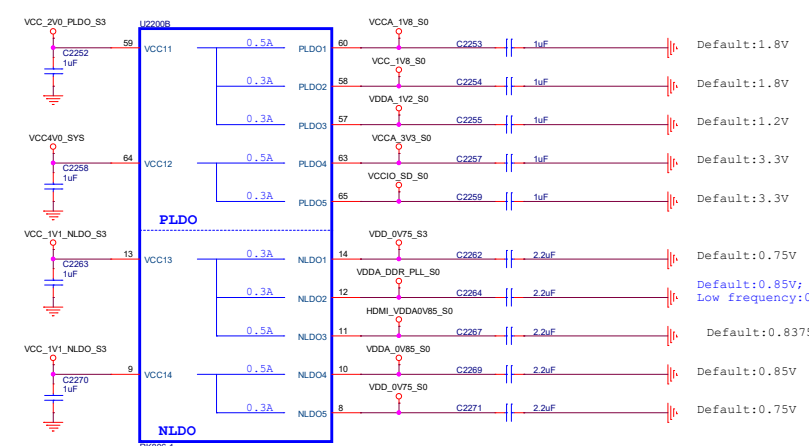 VCC_2V0_PLDO_S3
U2200B
VCCA_1V8_S0
C2252
1uF
59
VCC11
0.5A
PLDO1
60
C2253
1uF
Default:1.8V
VCC_1V8_S0
0.3A
PLDO2
58
C2254
1uF
Default:1.8V
VDDA_1V2_S0
0.3A
PLDO3
57
C2255
1uF
Default:1.2V
VCC4V0_SYS
VCCA_3V3_S0
C2258
1uF
64
VCC12
0.5A
PLDO4
63
C2257
1uF
Default:3.3V
VCCIO_SD_S0
0.3A
PLDO5
65
C2259
1uF
Default:3.3V
PLDO
VCC_1V1_NLDO_S3
VDD_0V75_S3
C2263
1uF
13
VCC13
0.3A
NLDO1
14
C2262
2.2uF
Default:0.75V
VDDA_DDR_PLL_S0
0.3A
NLDO2
12
C2264
2.2uF
Default:0.85V;
Low frequency:0
HDMI_VDDA0V85_S0
0.5A
NLDO3
11
C2267
2.2uF
Default:0.8375
VCC_1V1_NLDO_S3
VDDA_0V85_S0
C2270
1uF
9
VCC14
0.5A
NLDO4
10
C2269
2.2uF
Default:0.85V
VDD_0V75_S0
0.3A
NLDO5
8
C2271
2.2uF
Default:0.75V
NLDO